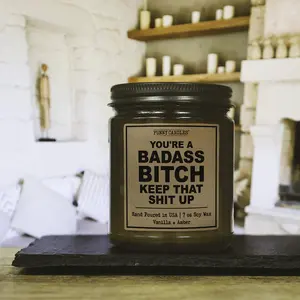 FUNNY CANDLES
YOU'RE A
BADASS
BITCH
KEEP THAT
SHIT UP
Hand Poured in USA | 7 oz Soy Wax
Vanilla + Amber